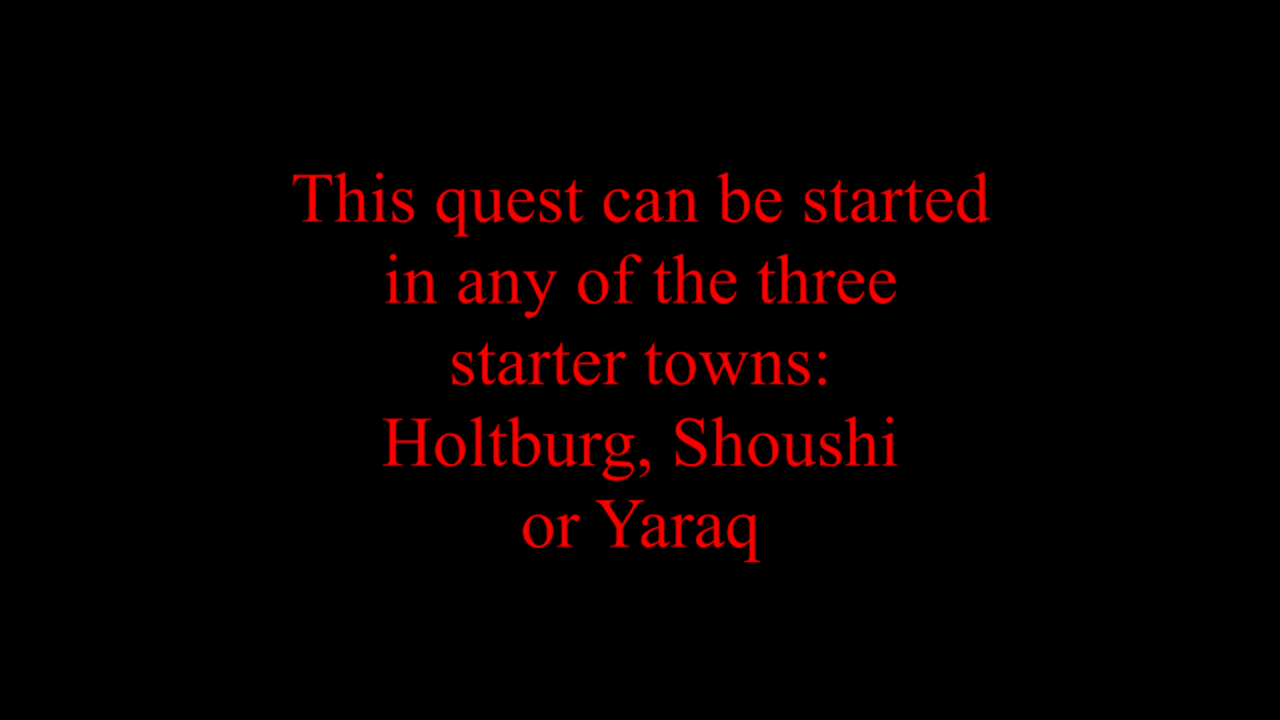 This quest can be started
in any of the three
starter towns:
Holtburg, Shoushi
or Yaraq